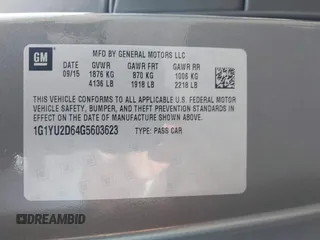 GM
MFD BY GENERAL MOTORS LLC
DATE GVWR GAWR FRT GAWR RR
09/15 1876 KG 870 KG 1006 KG
4136 LB 1918 LB 2218 LB
THIS CAR CONFORMS TO ALL APPLICABLE U.S. FEDERAL MOTOR
VEHICLE SAFETY, BUMPER, AND THEFT PREVENTION STANDARDS IN
EFFECT ON THE DATE OF MANUFACTURE SHOWN ABOVE.
1G1YU2D64G5603623 TYPE: PASS CAR
© AUTOBIDMASTER
DREAMBID